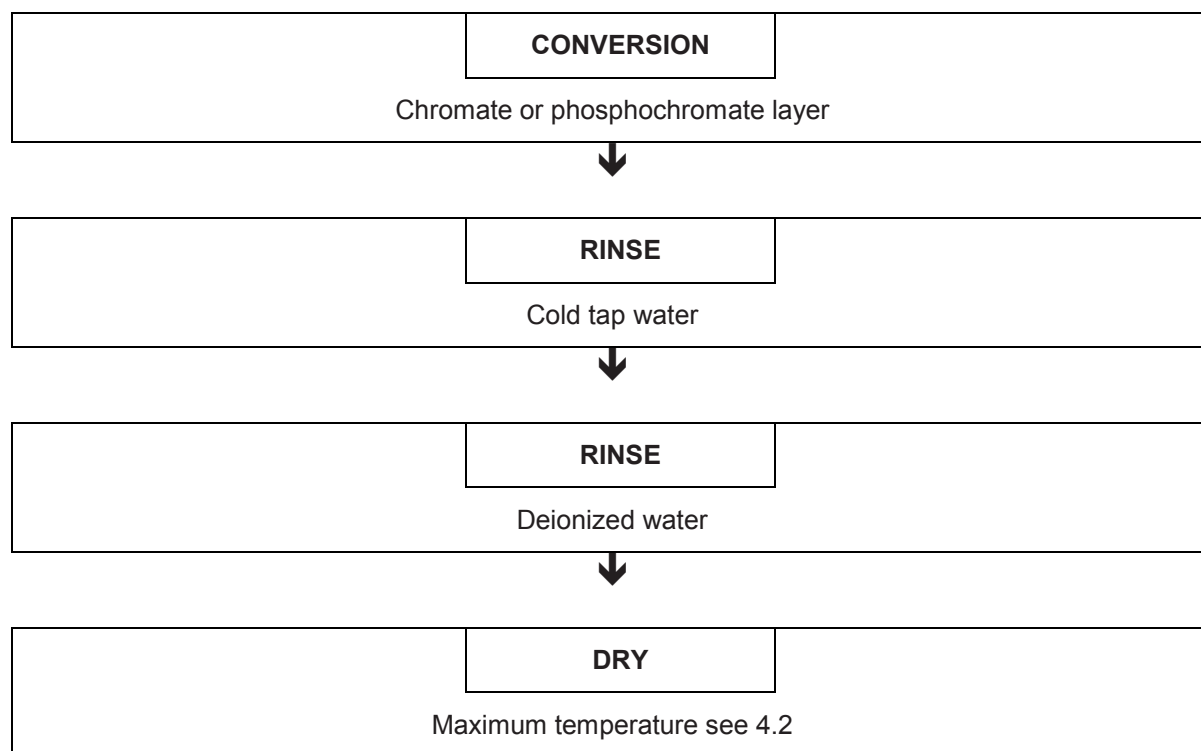 CONVERSION
Chromate or phosphochromate layer
RINSE
Cold tap water
RINSE
Deionized water
DRY
Maximum temperature see 4.2